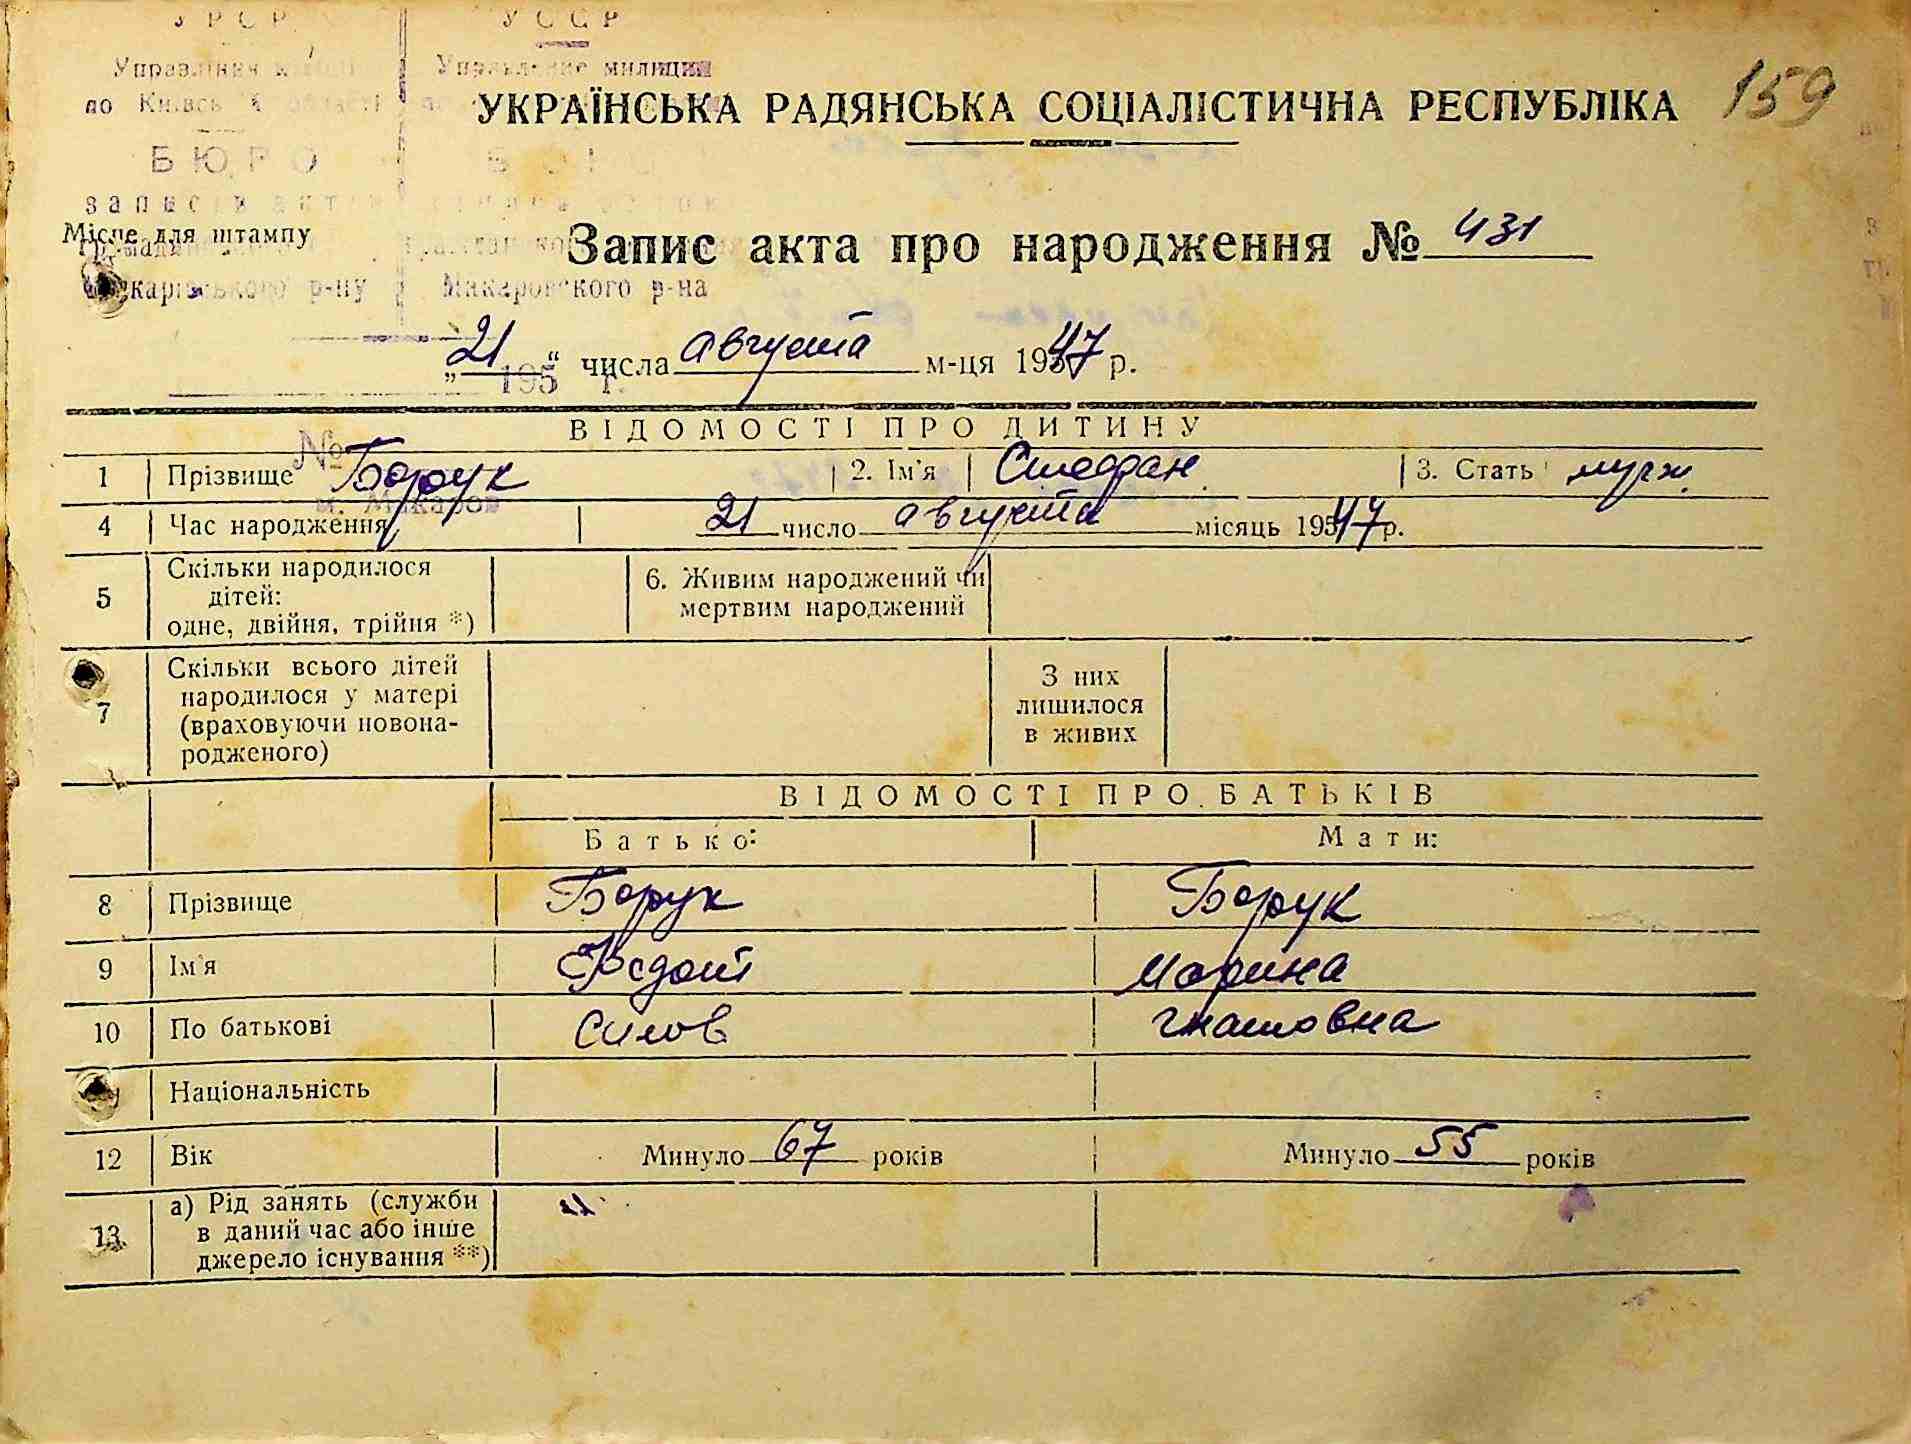 УРСР УССР
Управління міліції Управление милиции
по Київській області
УКРАЇНСЬКА РАДЯНСЬКА СОЦІАЛІСТИЧНА РЕСПУБЛІКА 159
БЮРО
записів актів
Місце для штампу
Запис акта про народження № 431
Макарівського р-ну Макаровского р-на
„21“ числа августа м-ця 1947 р.
195 г.
ВІДОМОСТІ ПРО ДИТИНУ
№
1 Прізвище Борук 2. Ім'я Стефан 3. Стать муж.
м. Макаров
4 Час народження 21 число августа місяць 1947 р.
5 Скільки народилося дітей: одне, двійня, трійня *) 6. Живим народжений чи мертвим народжений
7 Скільки всього дітей народилося у матері (враховуючи новонародженого) З них лишилося в живих
ВІДОМОСТІ ПРО БАТЬКІВ
Батько: Мати:
8 Прізвище Борук Борук
9 Ім'я Федот Марина
10 По батькові Силов Гнатовна
Національність
12 Вік Минуло 67 років Минуло 55 років
13 а) Рід занять (служби в даний час або інше джерело існування **)